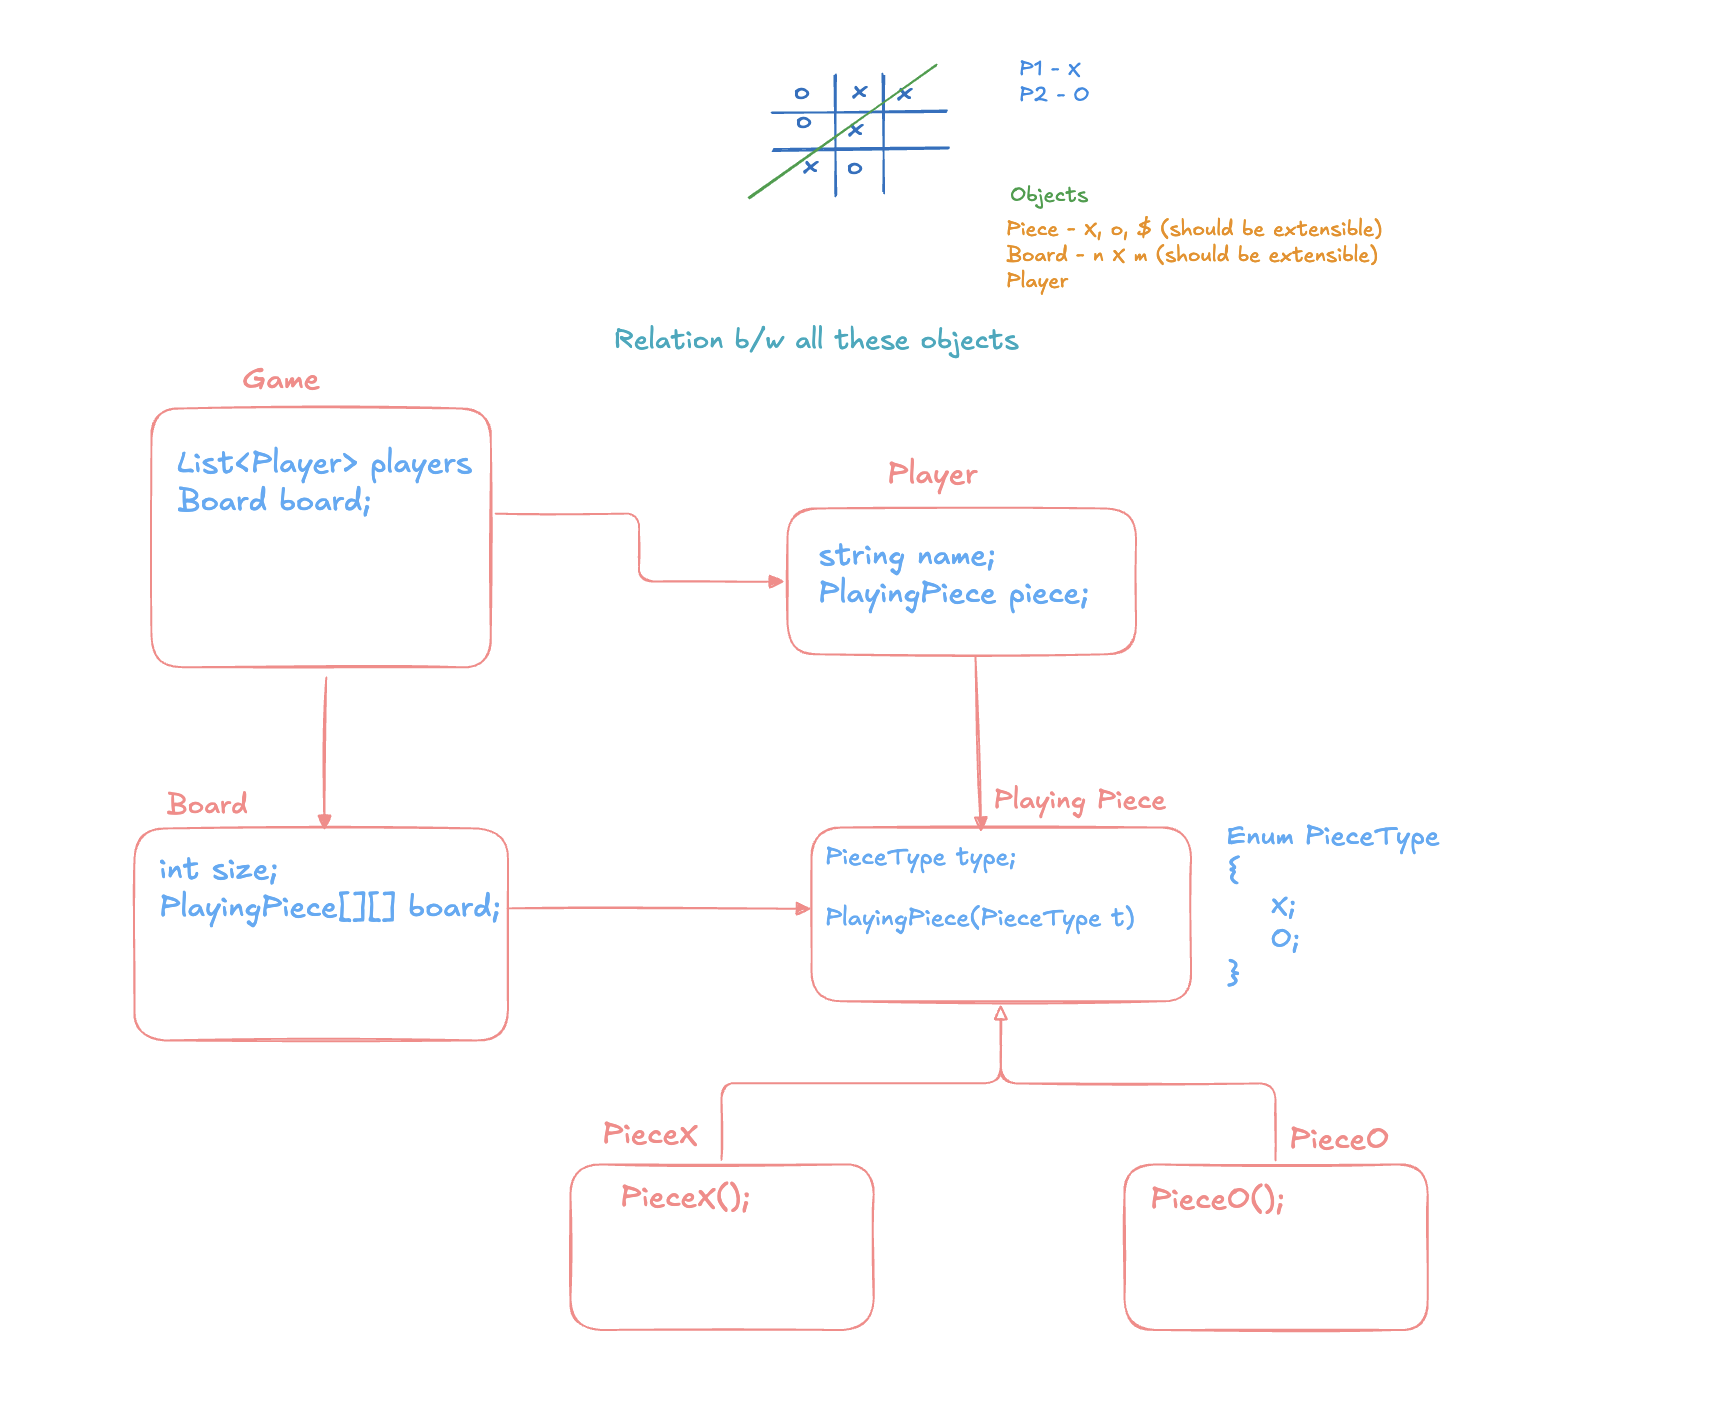 P1 - X
P2 - O
O X X
O X
X O
Objects
Piece - X, o, $ (should be extensible)
Board - n X m (should be extensible)
Player
Relation b/w all these objects
Game
List<Player> players
Board board;
Player
string name;
PlayingPiece piece;
Board
int size;
PlayingPiece[][] board;
Playing Piece
PieceType type;
PlayingPiece(PieceType t)
Enum PieceType
{
X;
O;
}
PieceX
PieceX();
PieceO
PieceO();